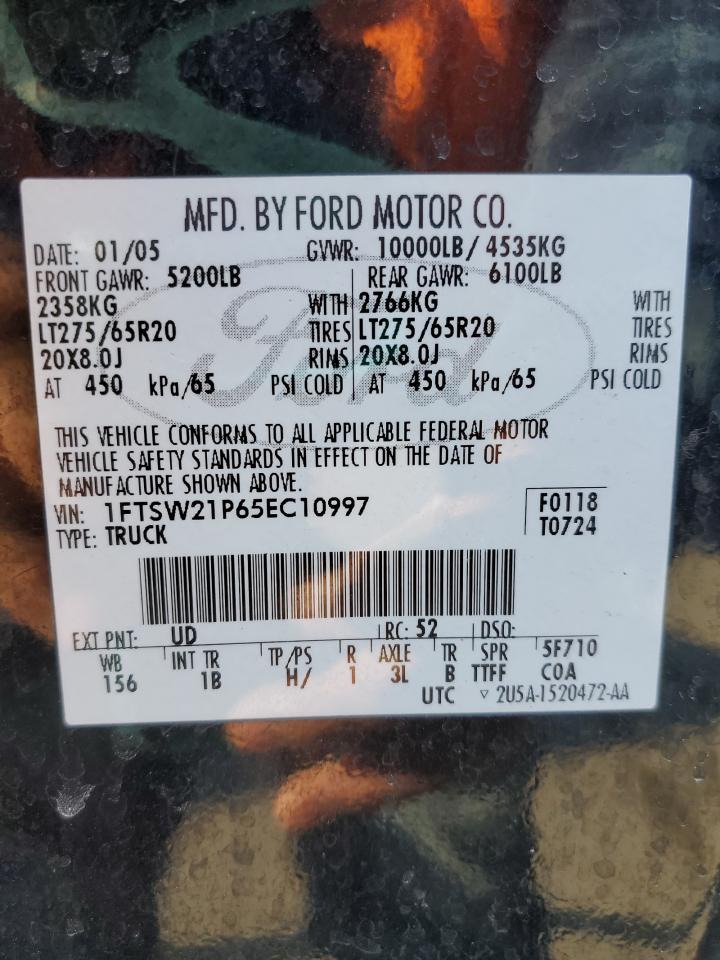 MFD. BY FORD MOTOR CO.
DATE: 01/05 GVWR: 10000LB/ 4535KG
FRONT GAWR: 5200LB REAR GAWR: 6100LB
2358KG WITH 2766KG WITH
LT275/65R20 TIRES LT275/65R20 TIRES
20X8.0J RIMS 20X8.0J RIMS
AT 450 kPa/65 PSI COLD AT 450 kPa/65 PSI COLD
Ford
THIS VEHICLE CONFORMS TO ALL APPLICABLE FEDERAL MOTOR
VEHICLE SAFETY STANDARDS IN EFFECT ON THE DATE OF
MANUFACTURE SHOWN ABOVE.
VIN: 1FTSW21P65EC10997 F0118
TYPE: TRUCK T0724
EXT PNT: UD RC: 52 DSO:
WB INT TR TP/PS R AXLE TR SPR 5F710
156 1B H/ 1 3L B TTFF C0A
UTC ▽ 2U5A-1520472-AA